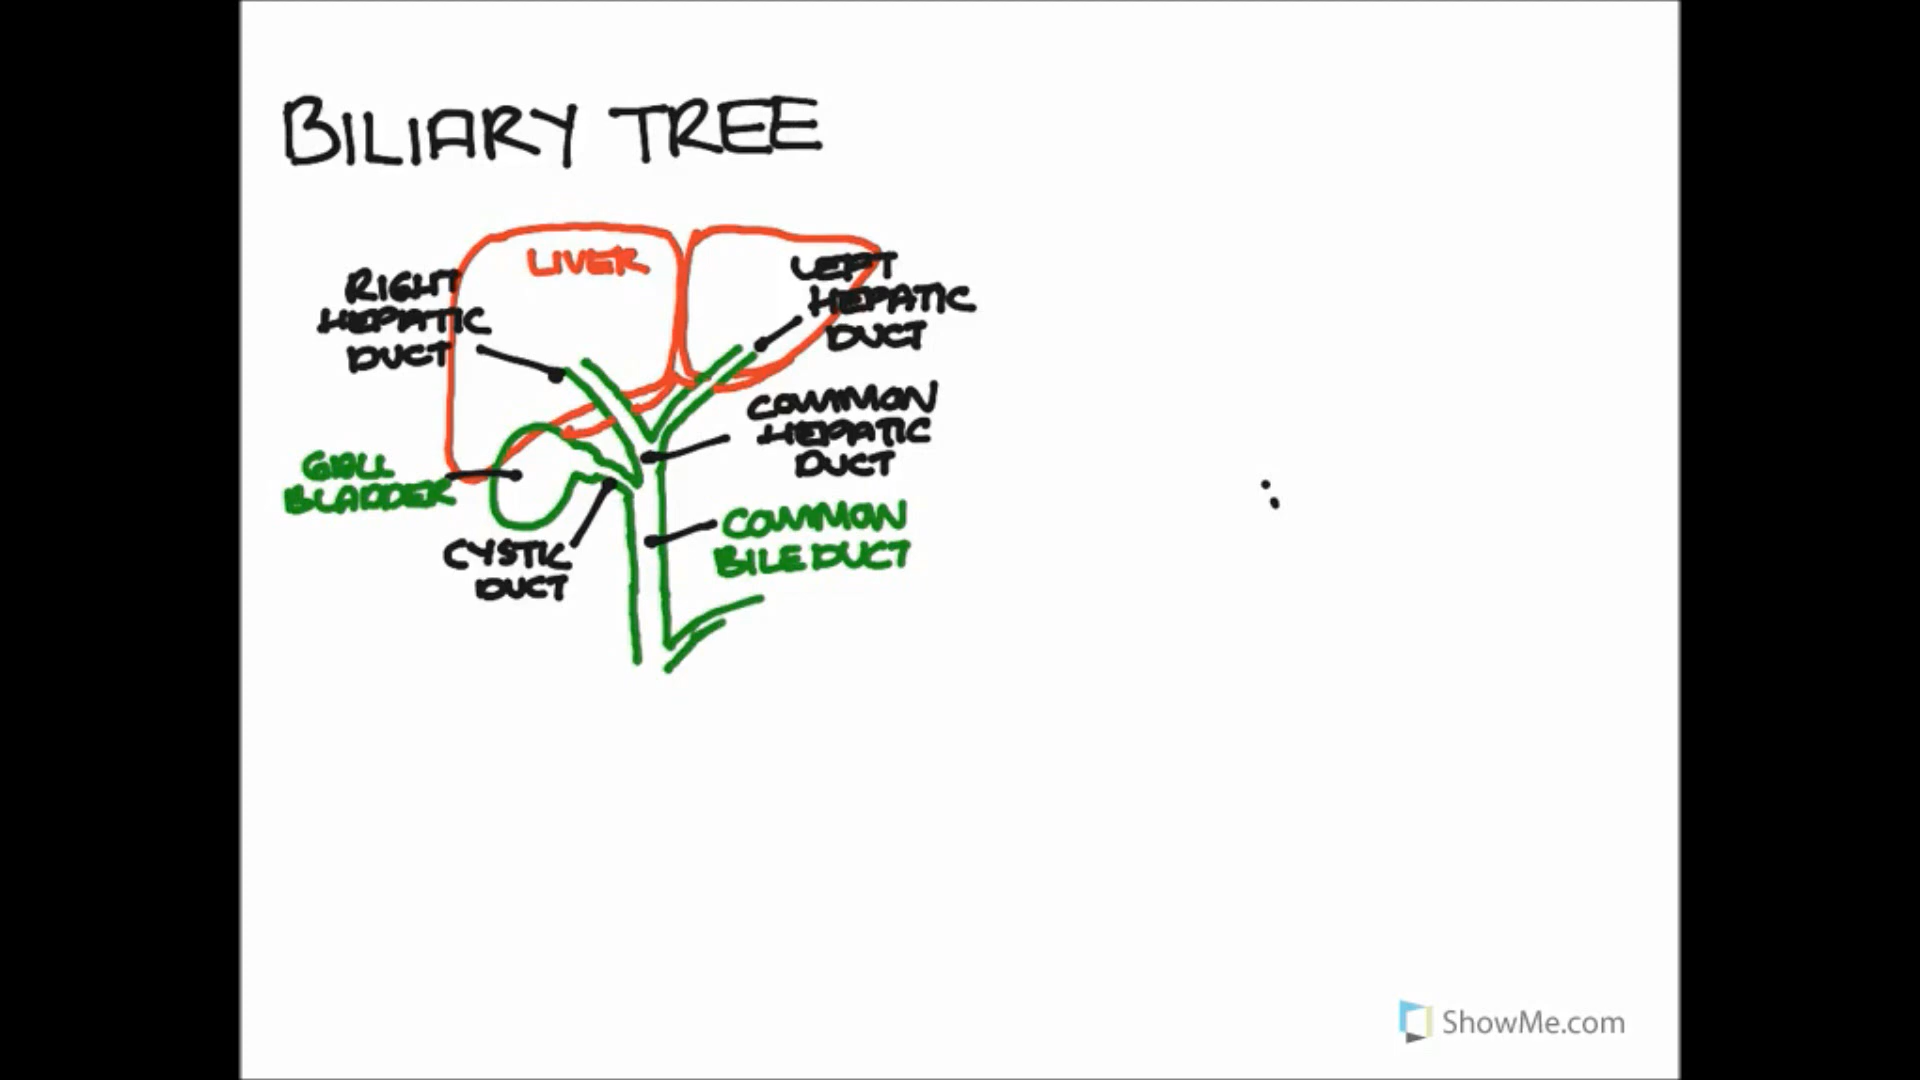 BILIARY TREE
LIVER
RIGHT
HEPATIC
DUCT
LEFT
HEPATIC
DUCT
COMMON
HEPATIC
DUCT
GALL
BLADDER
COMMON
BILE DUCT
CYSTIC
DUCT
ShowMe.com